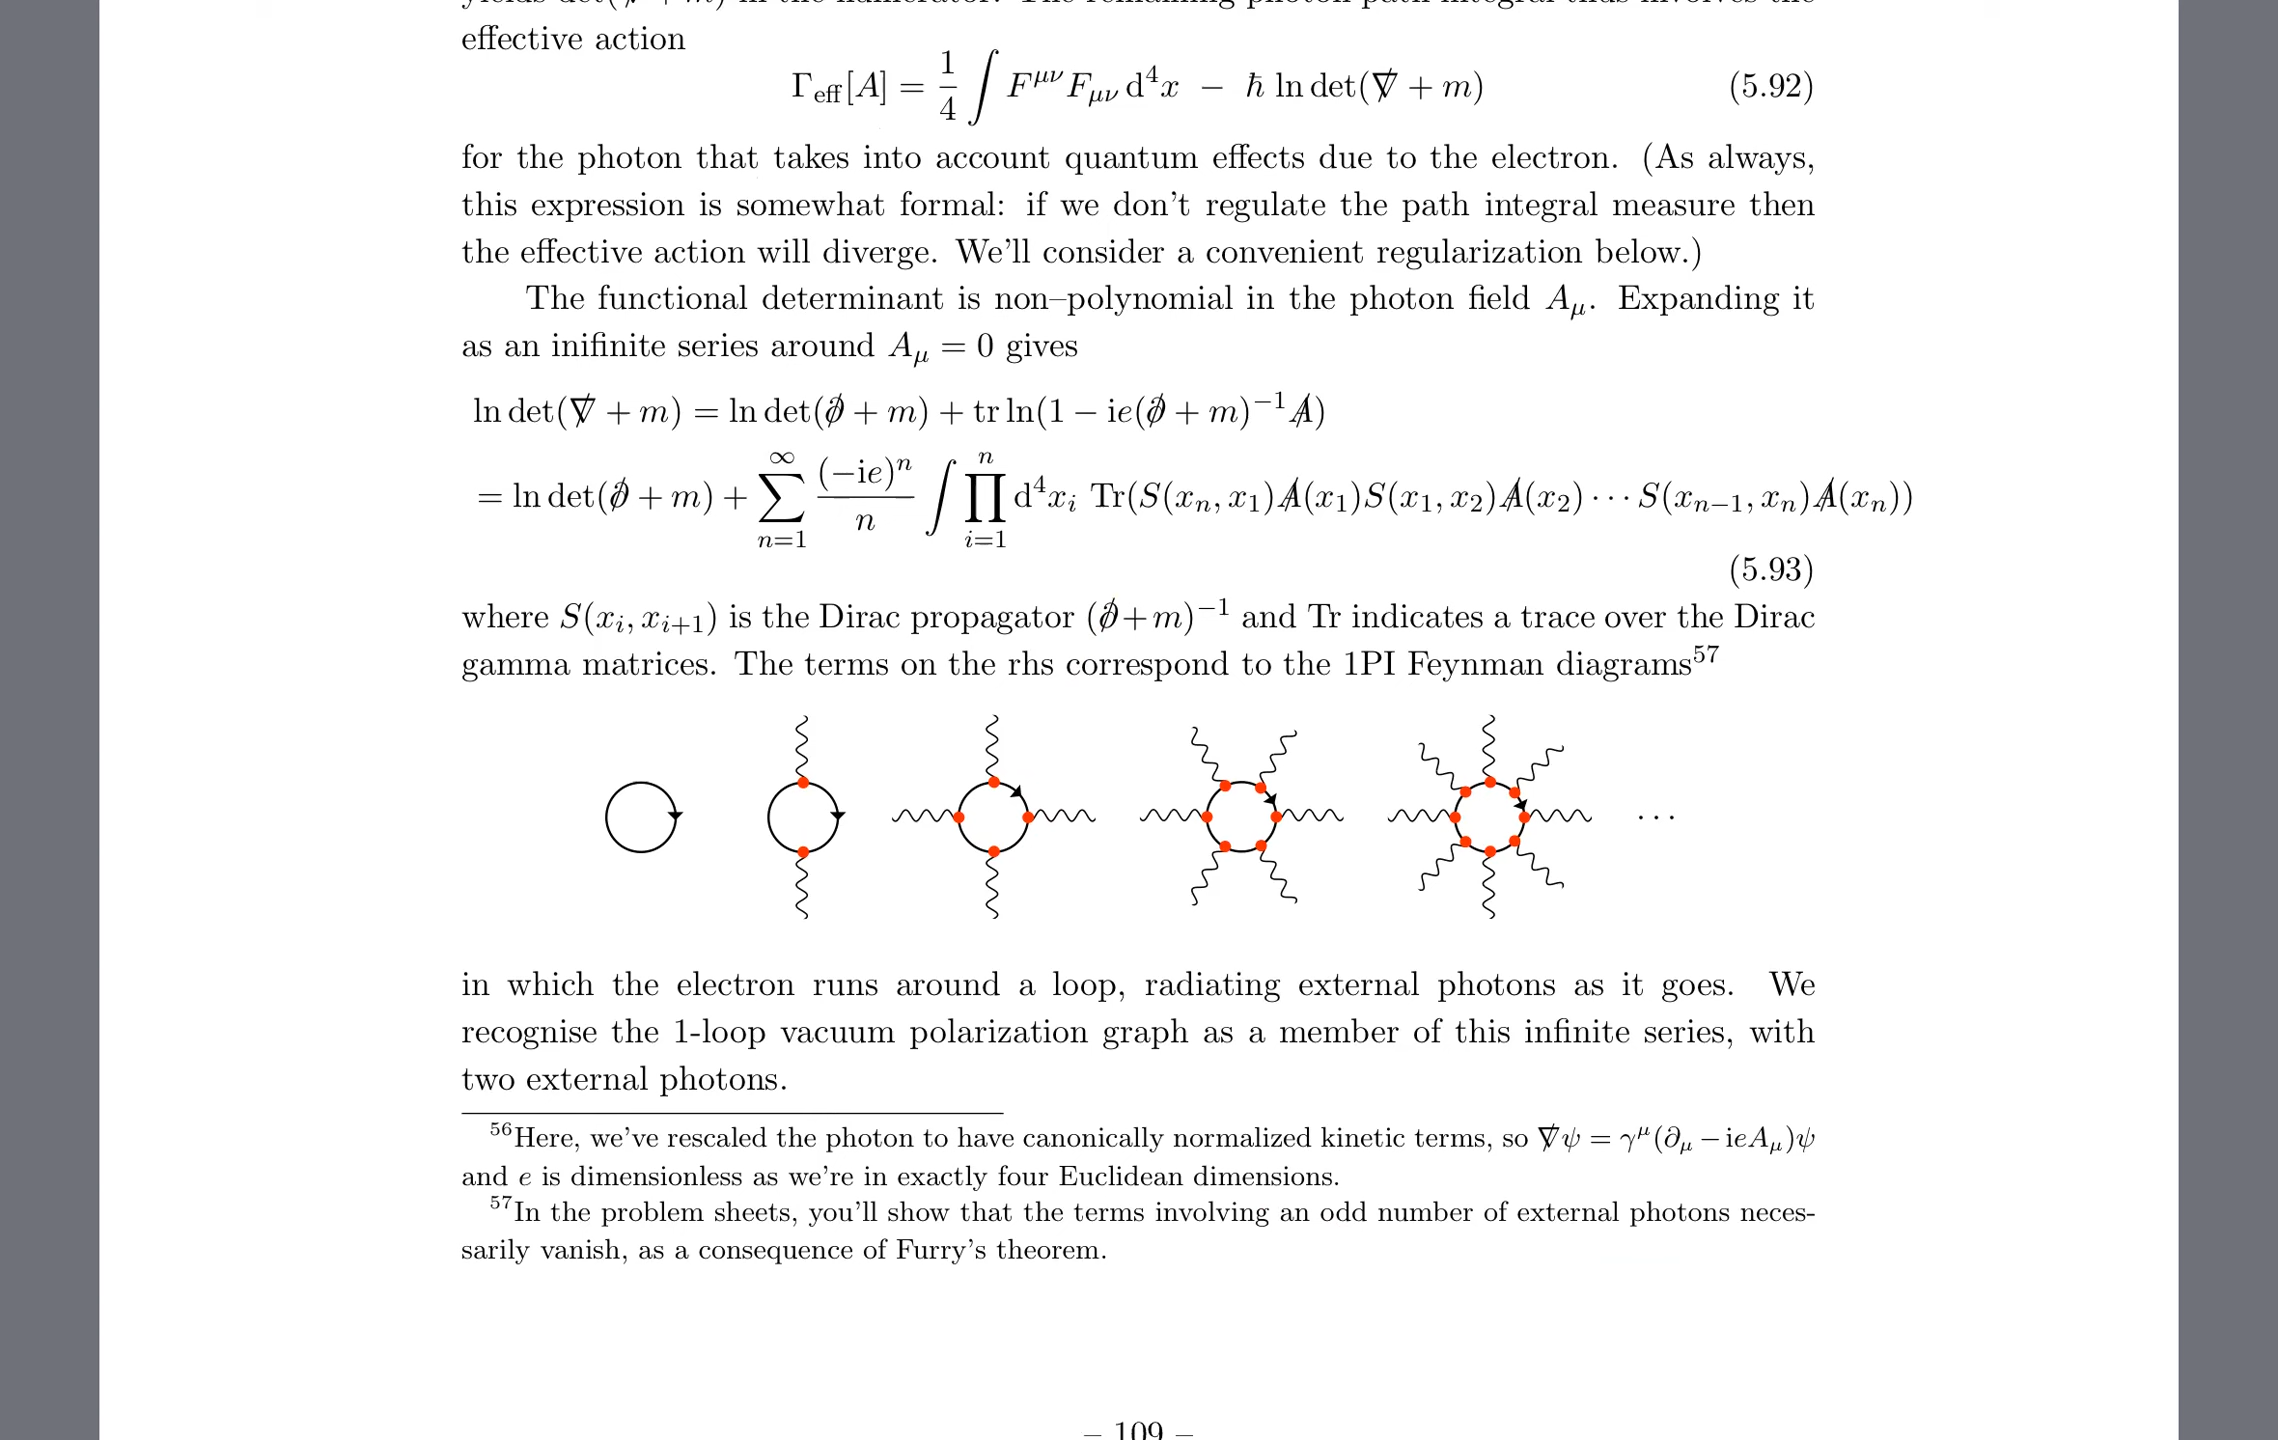 effective action
Γ_eff[A] = 1/4 ∫ F^{μν} F_{μν} d⁴x − ħ ln det(∇̸ + m) (5.92)
for the photon that takes into account quantum effects due to the electron. (As always,
this expression is somewhat formal: if we don't regulate the path integral measure then
the effective action will diverge. We'll consider a convenient regularization below.)
The functional determinant is non–polynomial in the photon field A_μ. Expanding it
as an inifinite series around A_μ = 0 gives
ln det(∇̸ + m) = ln det(∂̸ + m) + tr ln(1 − ie(∂̸ + m)⁻¹A̸)
= ln det(∂̸ + m) + ∑_{n=1}^{∞} (−ie)^n / n ∫ ∏_{i=1}^{n} d⁴x_i Tr(S(x_n, x_1)A̸(x_1)S(x_1, x_2)A̸(x_2) ··· S(x_{n−1}, x_n)A̸(x_n))
(5.93)
where S(x_i, x_{i+1}) is the Dirac propagator (∂̸+m)⁻¹ and Tr indicates a trace over the Dirac
gamma matrices. The terms on the rhs correspond to the 1PI Feynman diagrams⁵⁷
···
in which the electron runs around a loop, radiating external photons as it goes. We
recognise the 1-loop vacuum polarization graph as a member of this infinite series, with
two external photons.
⁵⁶Here, we've rescaled the photon to have canonically normalized kinetic terms, so ∇̸ψ = γ^μ(∂_μ − ieA_μ)ψ
and e is dimensionless as we're in exactly four Euclidean dimensions.
⁵⁷In the problem sheets, you'll show that the terms involving an odd number of external photons neces-
sarily vanish, as a consequence of Furry's theorem.
– 109 –